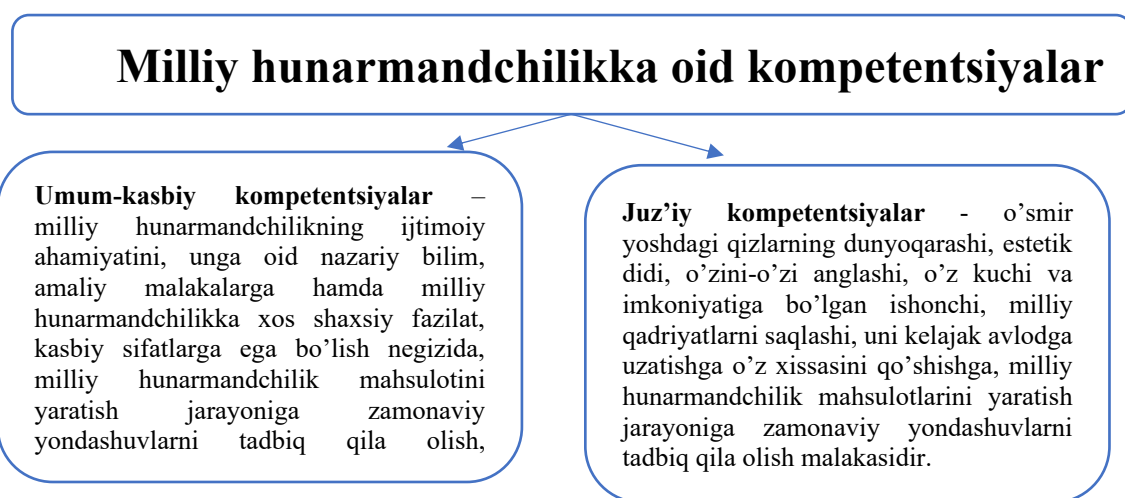 Milliy hunarmandchilikka oid kompetentsiyalar
Umum-kasbiy kompetentsiyalar –
milliy hunarmandchilikning ijtimoiy
ahamiyatini, unga oid nazariy bilim,
amaliy malakalarga hamda milliy
hunarmandchilikka xos shaxsiy fazilat,
kasbiy sifatlarga ega bo’lish negizida,
milliy hunarmandchilik mahsulotini
yaratish jarayoniga zamonaviy
yondashuvlarni tadbiq qila olish,
Juz’iy kompetentsiyalar - o’smir
yoshdagi qizlarning dunyoqarashi, estetik
didi, o’zini-o’zi anglashi, o’z kuchi va
imkoniyatiga bo’lgan ishonchi, milliy
qadriyatlarni saqlashi, uni kelajak avlodga
uzatishga o’z xissasini qo’shishga, milliy
hunarmandchilik mahsulotlarini yaratish
jarayoniga zamonaviy yondashuvlarni
tadbiq qila olish malakasidir.